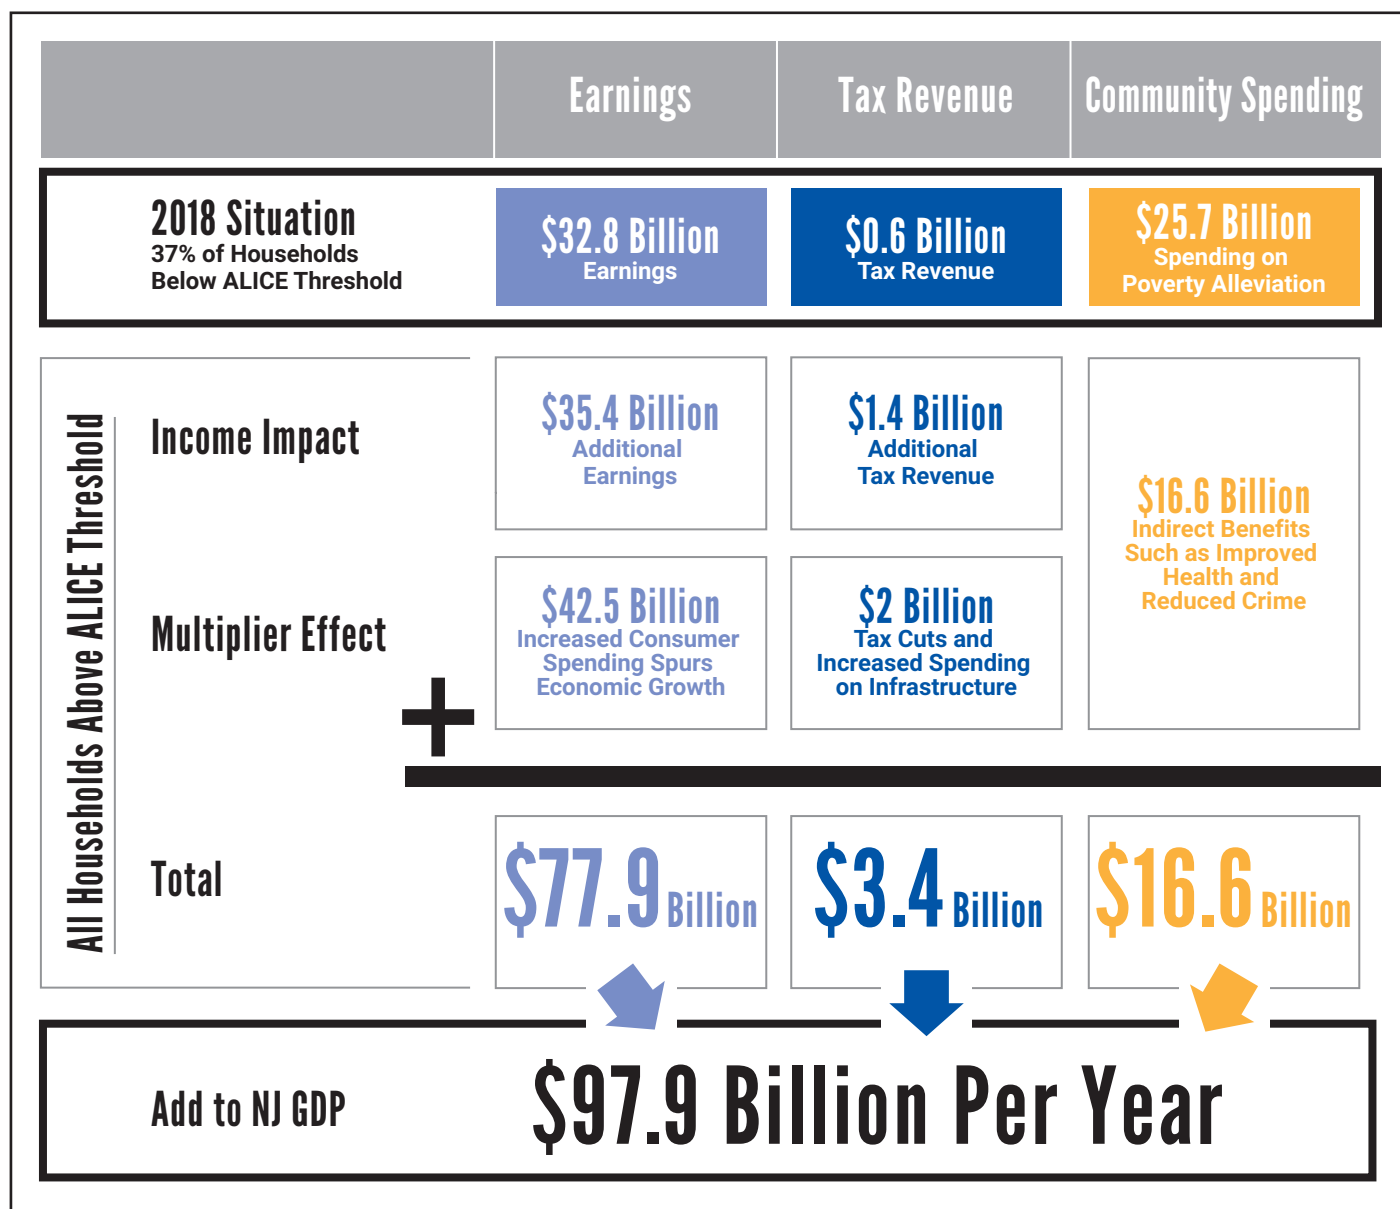 Earnings
Tax Revenue
Community Spending
2018 Situation
37% of Households
Below ALICE Threshold
$32.8 Billion
Earnings
$0.6 Billion
Tax Revenue
$25.7 Billion
Spending on
Poverty Alleviation
All Households Above ALICE Threshold
Income Impact
$35.4 Billion
Additional
Earnings
$1.4 Billion
Additional
Tax Revenue
$16.6 Billion
Indirect Benefits
Such as Improved
Health and
Reduced Crime
Multiplier Effect
$42.5 Billion
Increased Consumer
Spending Spurs
Economic Growth
$2 Billion
Tax Cuts and
Increased Spending
on Infrastructure
+
Total
$77.9 Billion
$3.4 Billion
$16.6 Billion
Add to NJ GDP
$97.9 Billion Per Year